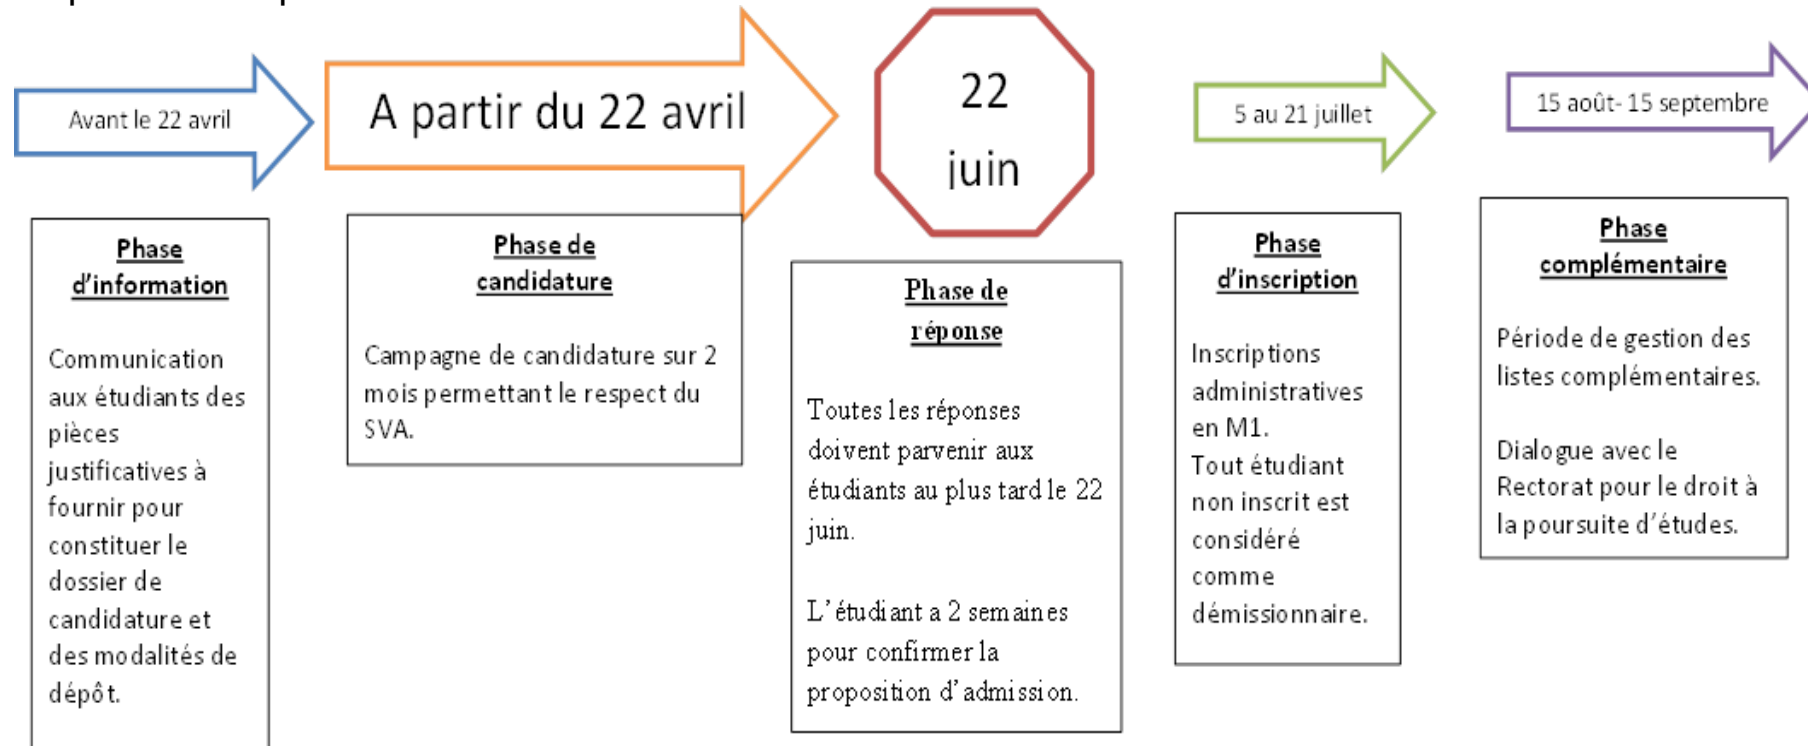 Avant le 22 avril
A partir du 22 avril
22
juin
5 au 21 juillet
15 août- 15 septembre
Phase
d'information
Communication
aux étudiants des
pièces
justificatives à
fournir pour
constituer le
dossier de
candidature et
des modalités de
dépôt.
Phase de
candidature
Campagne de candidature sur 2
mois permettant le respect du
SVA.
Phase de
réponse
Toutes les réponses
doivent parvenir aux
étudiants au plus tard le 22
juin.
L'étudiant a 2 semaines
pour confirmer la
proposition d'admission.
Phase
d'inscription
Inscriptions
administratives
en M1.
Tout étudiant
non inscrit est
considéré
comme
démissionnaire.
Phase
complémentaire
Période de gestion des
listes complémentaires.
Dialogue avec le
Rectorat pour le droit à
la poursuite d'études.